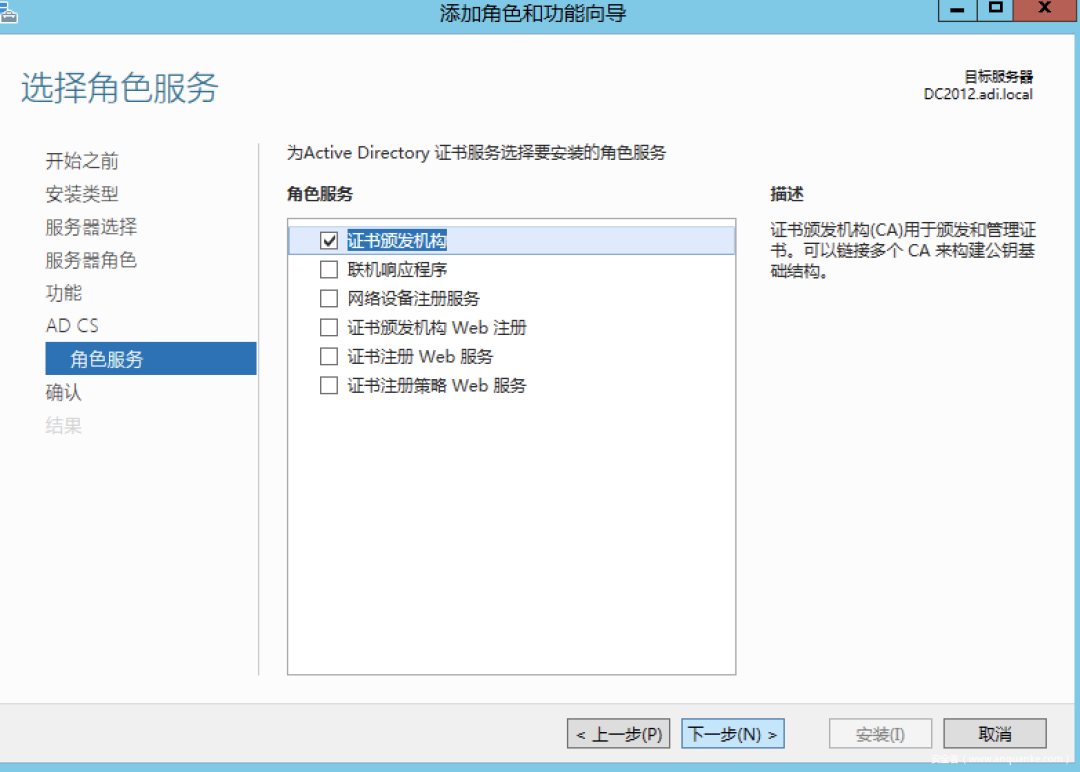 添加角色和功能向导
选择角色服务
目标服务器
DC2012.adi.local
开始之前
安装类型
服务器选择
服务器角色
功能
AD CS
角色服务
确认
结果
为Active Directory 证书服务选择要安装的角色服务
角色服务
证书颁发机构
联机响应程序
网络设备注册服务
证书颁发机构 Web 注册
证书注册 Web 服务
证书注册策略 Web 服务
描述
证书颁发机构(CA)用于颁发和管理证
书。可以链接多个 CA 来构建公钥基
础结构。
< 上一步(P)
下一步(N) >
安装(I)
取消